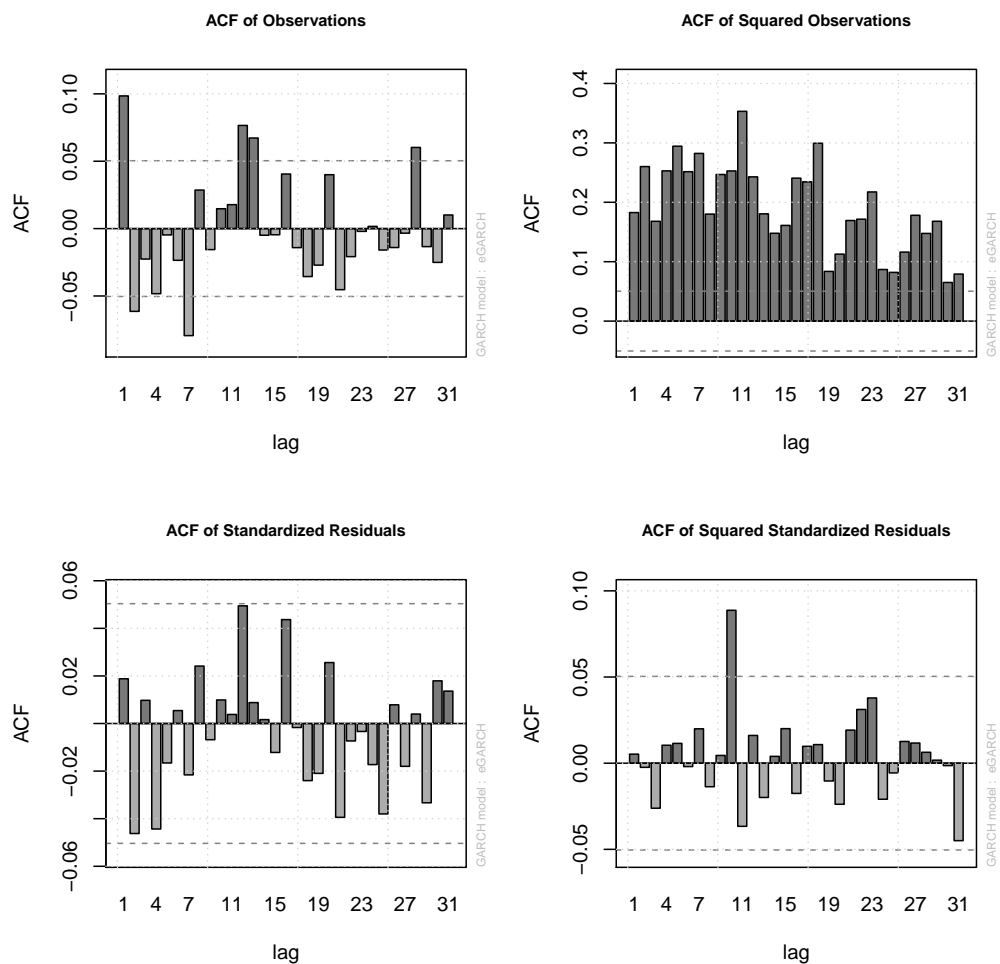 ACF of Observations
ACF
0.10
0.05
0.00
−0.05
1 4 7 11 15 19 23 27 31
lag
GARCH model : eGARCH
ACF of Squared Observations
ACF
0.4
0.3
0.2
0.1
0.0
1 4 7 11 15 19 23 27 31
lag
GARCH model : eGARCH
ACF of Standardized Residuals
ACF
0.06
0.02
−0.02
−0.06
1 4 7 11 15 19 23 27 31
lag
GARCH model : eGARCH
ACF of Squared Standardized Residuals
ACF
0.10
0.05
0.00
−0.05
1 4 7 11 15 19 23 27 31
lag
GARCH model : eGARCH